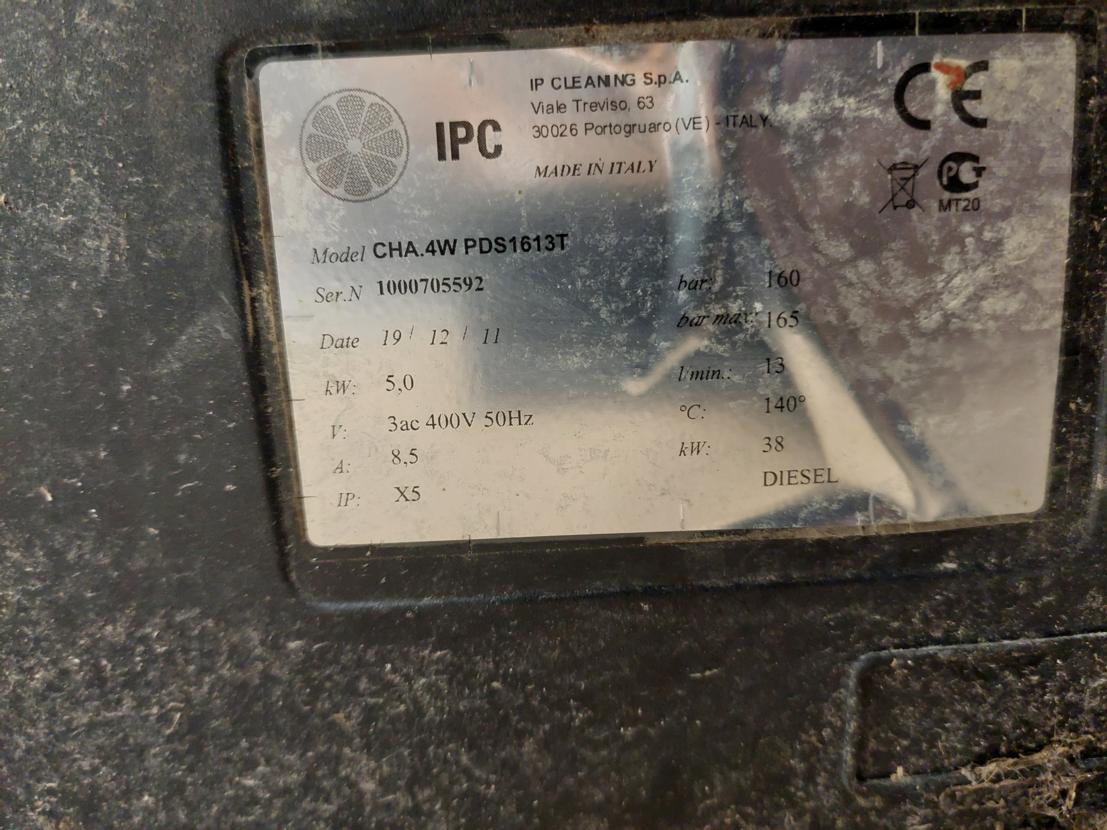 IPC
IP CLEANING S.p.A.
Viale Treviso, 63
30026 Portogruaro (VE) - ITALY.
MADE IN ITALY
CE
PCT
MT20
Model CHA.4W PDS1613T
Ser.N 1000705592
Date 19 / 12 / 11
kW: 5,0
V: 3ac 400V 50Hz
A: 8,5
IP: X5
bar: 160
bar max: 165
l/min.: 13
°C: 140°
kW: 38
DIESEL